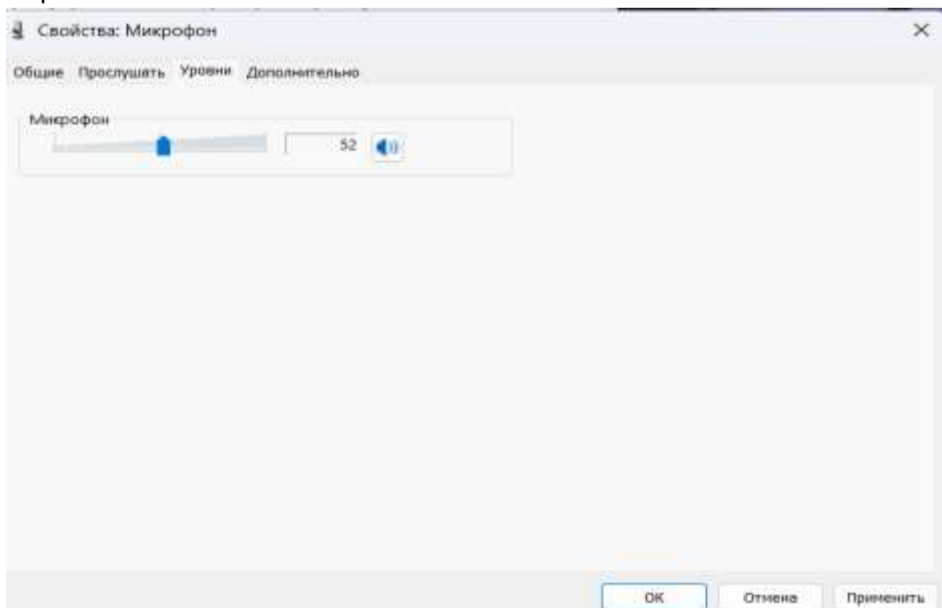 Свойства: Микрофон
Общие Прослушать Уровни Дополнительно
Микрофон
52
ОК Отмена Применить